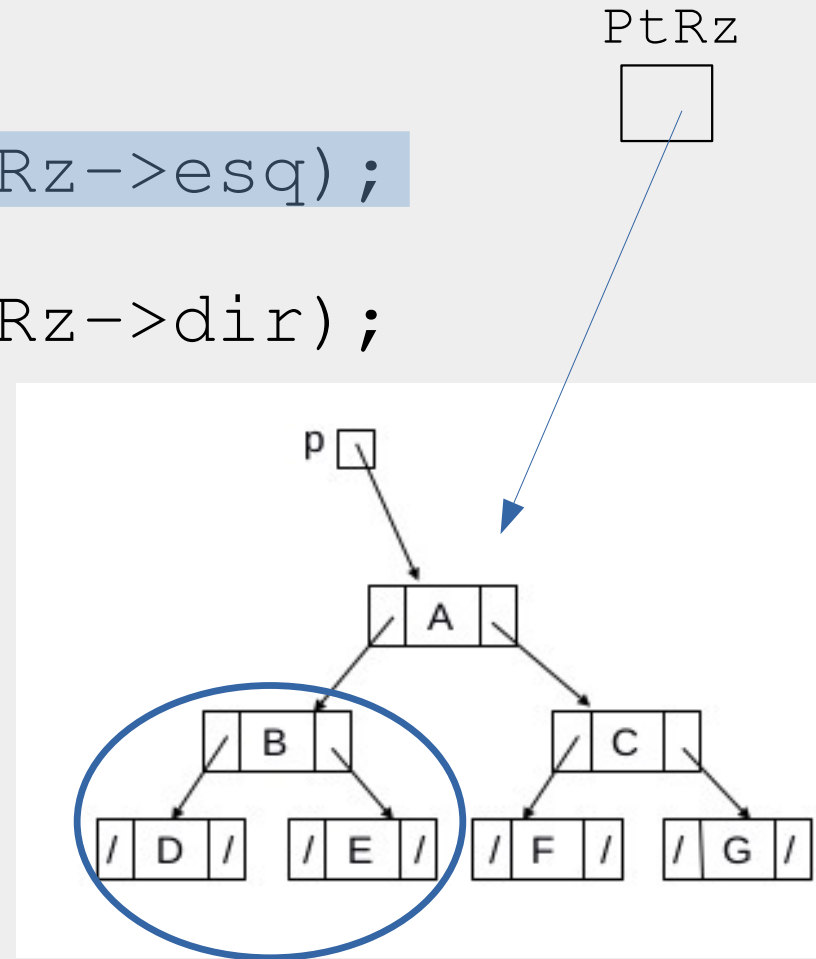 PtRz
Rz->esq);
Rz->dir);
p
A
B C
/ D / / E / / F / / G /